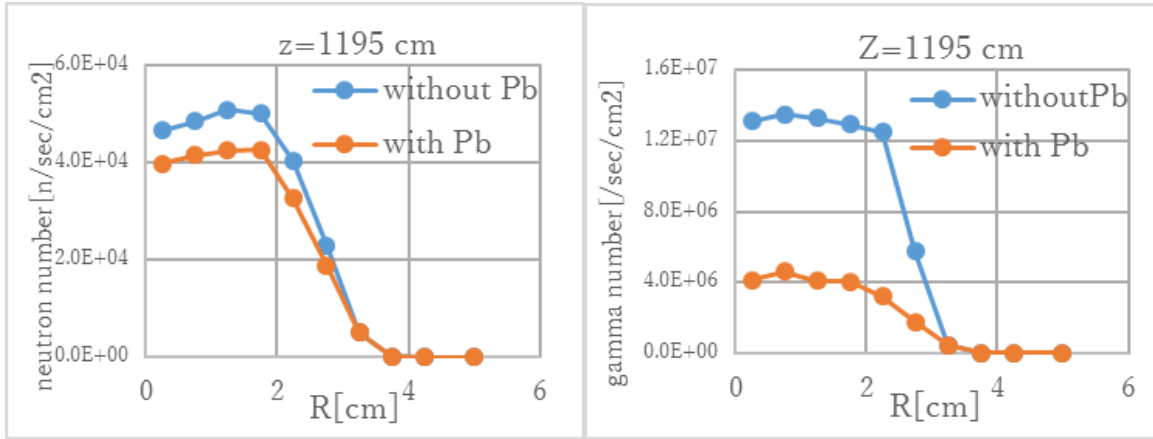 z=1195 cm
neutron number[n/sec/cm2]
6.0E+04
4.0E+04
2.0E+04
0.0E+00
without Pb
with Pb
0 2 4 6
R[cm]
Z=1195 cm
gamma number[/sec/cm2]
1.6E+07
1.2E+07
8.0E+06
4.0E+06
0.0E+00
withoutPb
with Pb
0 2 4 6
R[cm]